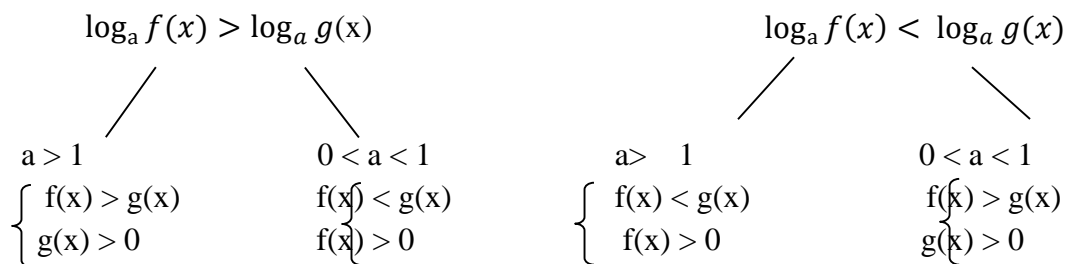 logₐ f(x) > logₐ g(x) logₐ f(x) < logₐ g(x)
a > 1 0 < a < 1 a> 1 0 < a < 1
f(x) > g(x) f(x) < g(x) f(x) < g(x) f(x) > g(x)
g(x) > 0 f(x) > 0 f(x) > 0 g(x) > 0